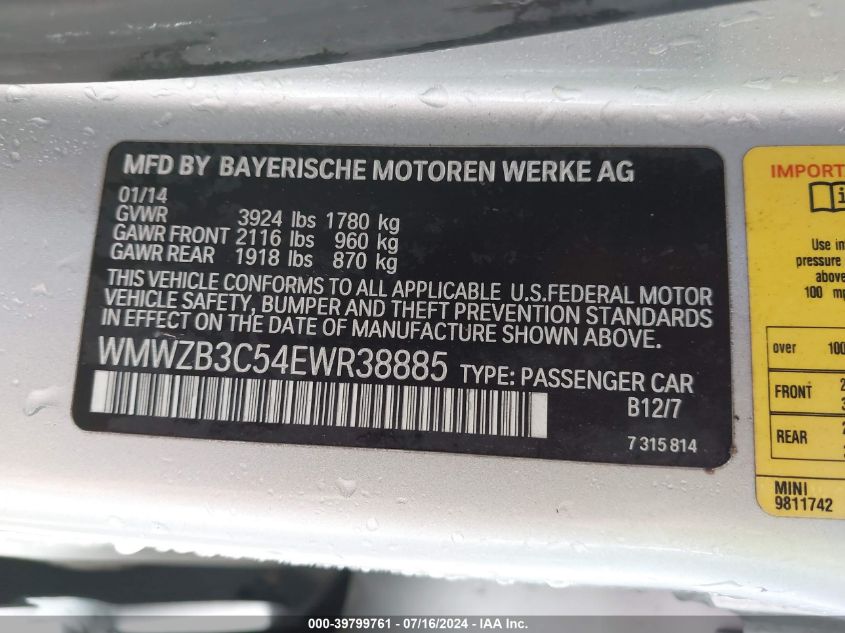 MFD BY BAYERISCHE MOTOREN WERKE AG
01/14
GVWR 3924 lbs 1780 kg
GAWR FRONT 2116 lbs 960 kg
GAWR REAR 1918 lbs 870 kg
THIS VEHICLE CONFORMS TO ALL APPLICABLE U.S.FEDERAL MOTOR
VEHICLE SAFETY, BUMPER AND THEFT PREVENTION STANDARDS
IN EFFECT ON THE DATE OF MANUFACTURE SHOWN ABOVE.
WMWZB3C54EWR38885 TYPE: PASSENGER CAR
B12/7
7 315 814
IMPORT
Use in
pressure
above
100 mp
over 100
FRONT
REAR
MINI
9811742
000-39799761 - 07/16/2024 - IAA Inc.